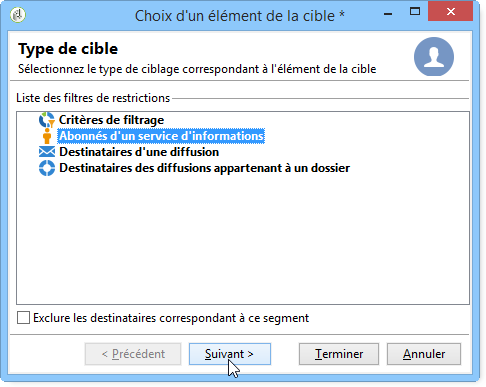 Choix d'un élément de la cible *
Type de cible
Sélectionnez le type de ciblage correspondant à l'élément de la cible
Liste des filtres de restrictions
Critères de filtrage
Abonnés d'un service d'informations
Destinataires d'une diffusion
Destinataires des diffusions appartenant à un dossier
Exclure les destinataires correspondant à ce segment
< Précédent Suivant > Terminer Annuler